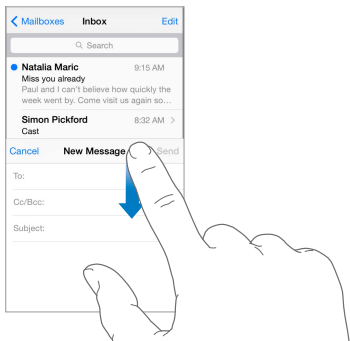 Mailboxes Inbox Edit
Search
Natalia Maric 9:15 AM
Miss you already
Paul and I can't believe how quickly the
week went by. Come visit us again so...
Simon Pickford 8:32 AM
Cast
Cancel New Message Send
To:
Cc/Bcc:
Subject: